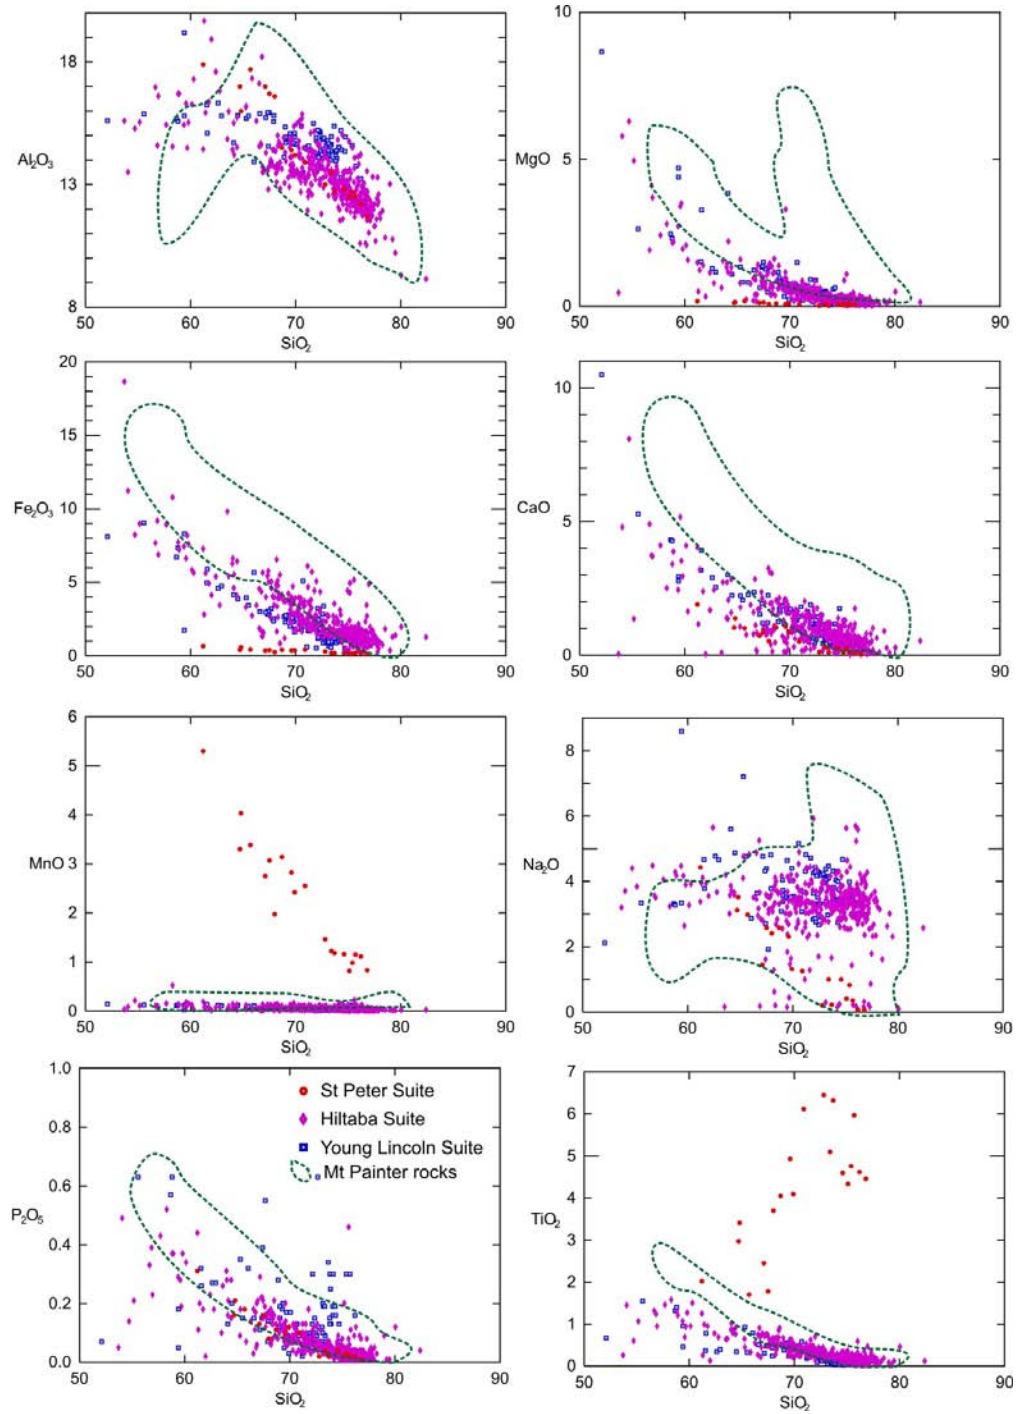 18
Al₂O₃
13
8
50 60 70 80 90
SiO₂
10
MgO
5
0
50 60 70 80 90
SiO₂
20
15
Fe₂O₃
10
5
0
50 60 70 80 90
SiO₂
10
CaO
5
0
50 60 70 80 90
SiO₂
6
5
4
MnO 3
2
1
0
50 60 70 80 90
SiO₂
8
6
Na₂O
4
2
0
50 60 70 80 90
SiO₂
1.0
0.8
0.6
P₂O₅
0.4
0.2
0.0
50 60 70 80 90
SiO₂
St Peter Suite
Hiltaba Suite
Young Lincoln Suite
Mt Painter rocks
7
6
5
4
TiO₂
3
2
1
0
50 60 70 80 90
SiO₂